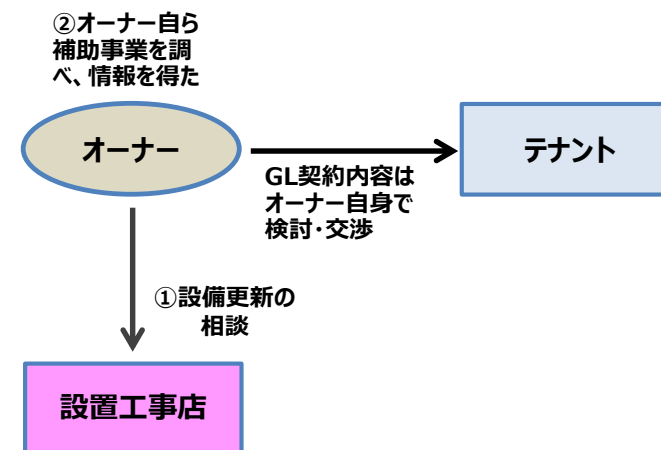 ②オーナー自ら
補助事業を調
べ、情報を得た
オーナー
テナント
GL契約内容は
オーナー自身で
検討・交渉
①設備更新の
相談
設置工事店